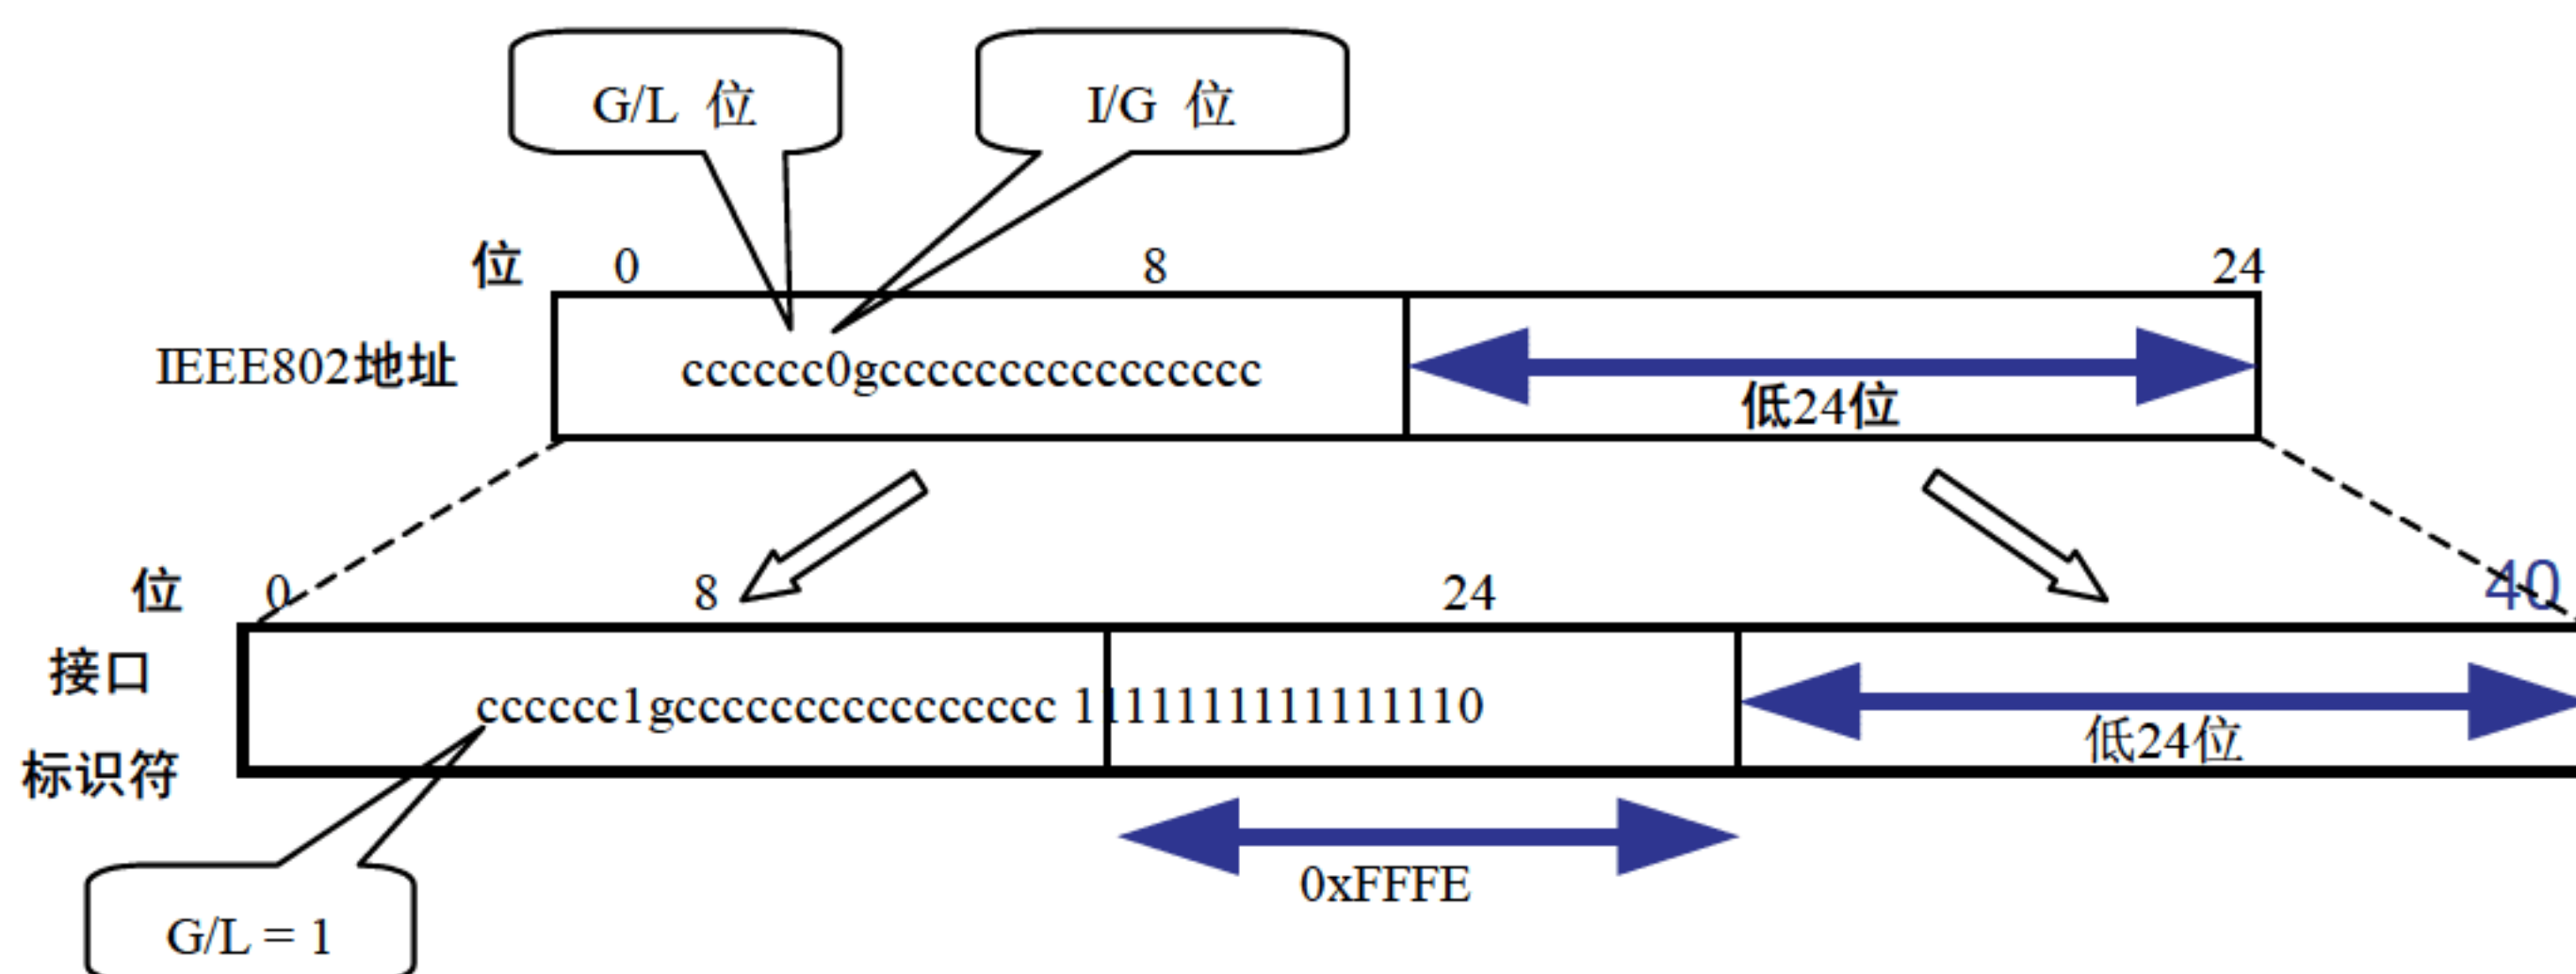 G/L 位
I/G 位
位 0 8 24
IEEE802地址
cccccc0gcccccccccccccccc
低24位
位 0 8 24 40
接口
标识符
cccccc1gcccccccccccccccc 1111111111111110
低24位
0xFFFE
G/L = 1